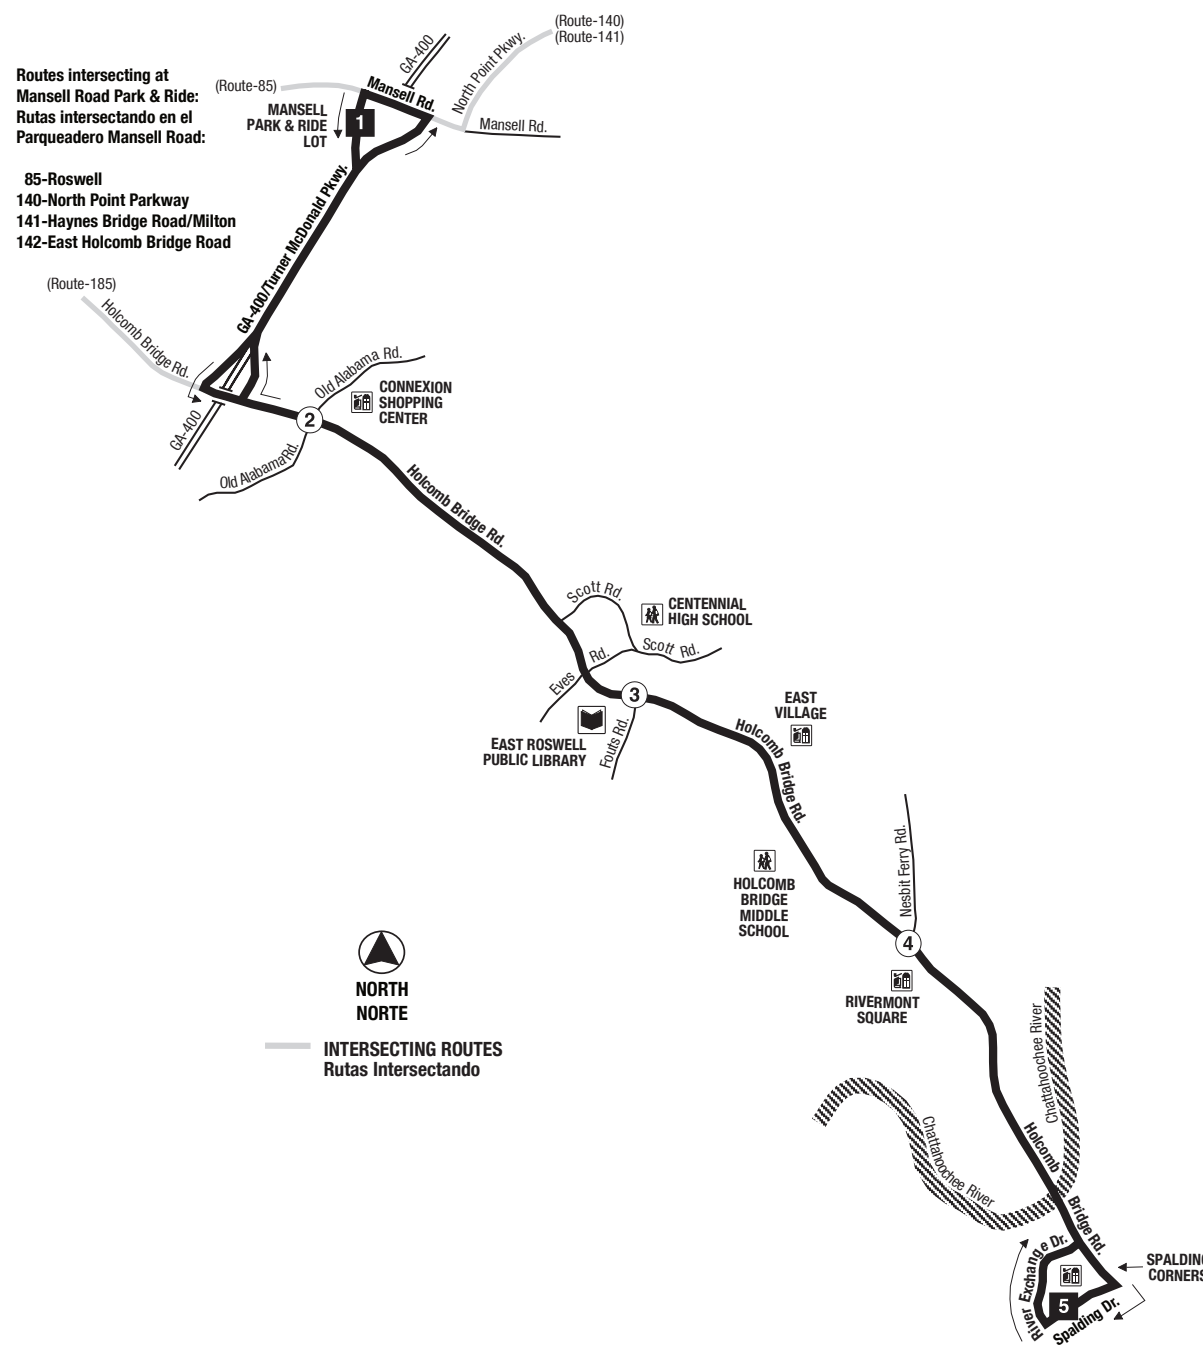 (Route-140)
(Route-141)
GA-400
North Point Pkwy.
Routes intersecting at
Mansell Road Park & Ride:
Rutas intersectando en el
Parqueadero Mansell Road:
(Route-85)
Mansell Rd.
MANSELL
PARK & RIDE
LOT
1
Mansell Rd.
85-Roswell
140-North Point Parkway
141-Haynes Bridge Road/Milton
142-East Holcomb Bridge Road
GA-400/Turner McDonald Pkwy.
(Route-185)
Holcomb Bridge Rd.
Old Alabama Rd.
CONNEXION
SHOPPING
CENTER
2
GA-400
Old Alabama Rd.
Holcomb Bridge Rd.
Scott Rd.
CENTENNIAL
HIGH SCHOOL
Scott Rd.
Eves Rd.
3
EAST
VILLAGE
EAST ROSWELL
PUBLIC LIBRARY
Fouts Rd.
Holcomb Bridge Rd.
Nesbit Ferry Rd.
HOLCOMB
BRIDGE
MIDDLE
SCHOOL
4
NORTH
NORTE
RIVERMONT
SQUARE
INTERSECTING ROUTES
Rutas Intersectando
Chattahoochee River
Chattahoochee River
Holcomb Bridge Rd.
River Exchange Dr.
SPALDING
CORNERS
5
Spalding Dr.